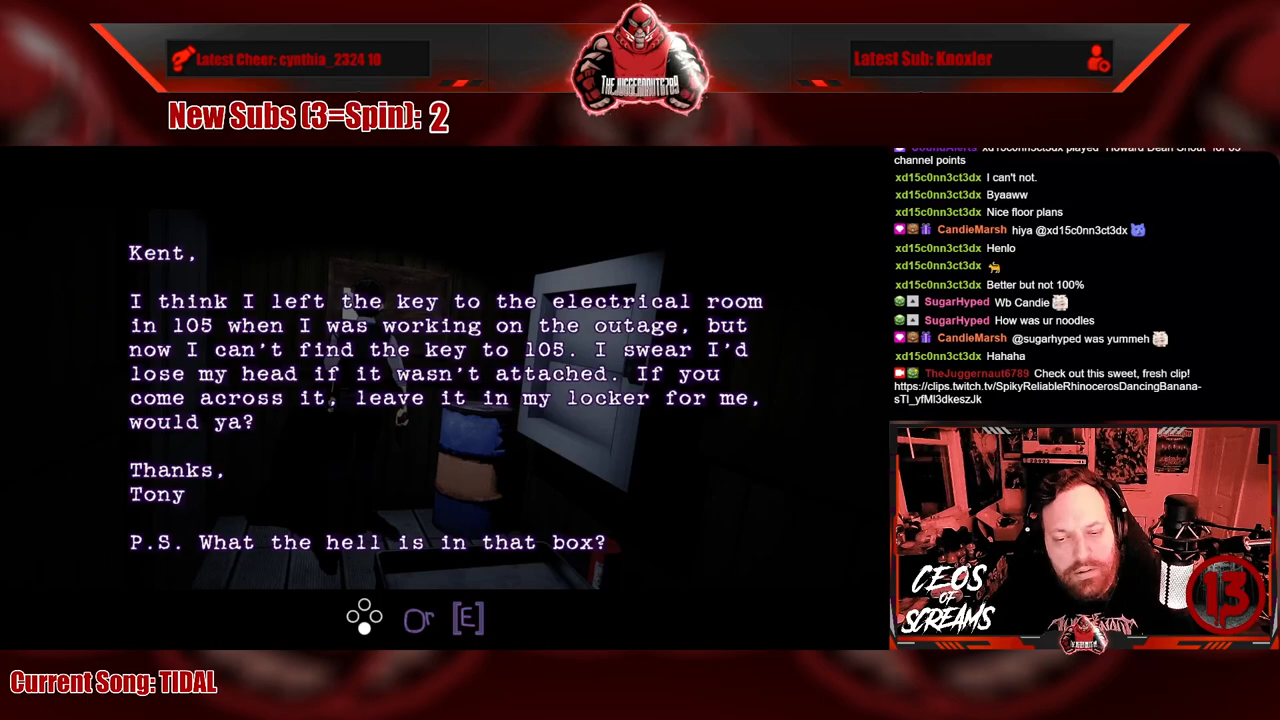 Latest Cheer: cynthia_2324 10
THEJUGGERNAUT6789
Latest Sub: Knoxler
New Subs (3=Spin): 2
Kent,
I think I left the key to the electrical room
in 105 when I was working on the outage, but
now I can't find the key to 105. I swear I'd
lose my head if it wasn't attached. If you
come across it, leave it in my locker for me,
would ya?
Thanks,
Tony
P.S. What the hell is in that box?
Or [E]
channel points
xd15c0nn3ct3dx I can't not.
xd15c0nn3ct3dx Byaaww
xd15c0nn3ct3dx Nice floor plans
CandieMarsh hiya @xd15c0nn3ct3dx
xd15c0nn3ct3dx Henlo
xd15c0nn3ct3dx
xd15c0nn3ct3dx Better but not 100%
SugarHyped Wb Candie
SugarHyped How was ur noodles
CandieMarsh @sugarhyped was yummeh
xd15c0nn3ct3dx Hahaha
TheJuggernaut6789 Check out this sweet, fresh clip!
https://clips.twitch.tv/SpikyReliableRhinocerosDancingBanana-
sTI_yfMl3dkeszJk
CEOS
OF
SCREAMS
13
Current Song: TIDAL